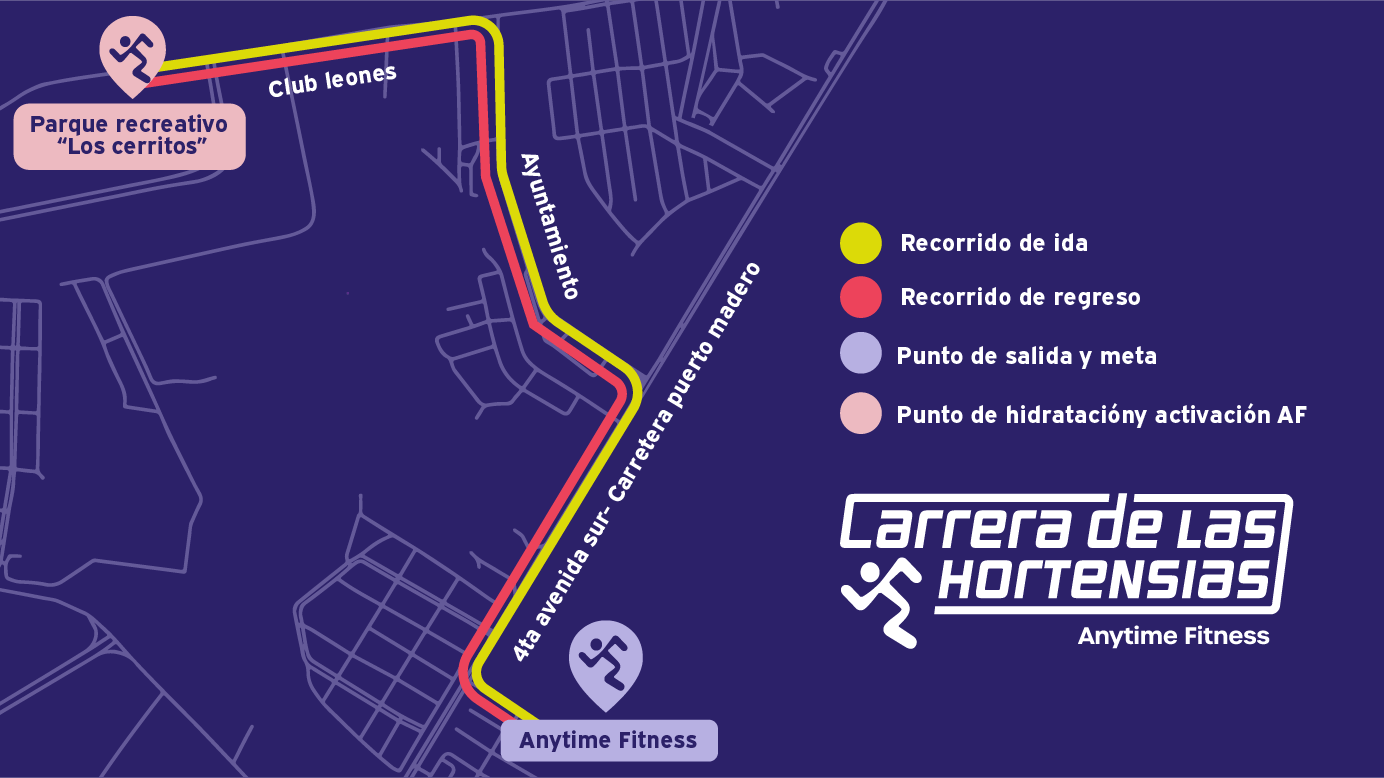 Parque recreativo
“Los cerritos”
Club leones
Ayuntamiento
4ta avenida sur- Carretera puerto madero
Anytime Fitness
Recorrido de ida
Recorrido de regreso
Punto de salida y meta
Punto de hidratacióny activación AF
Carrera de las
Hortensias
Anytime Fitness